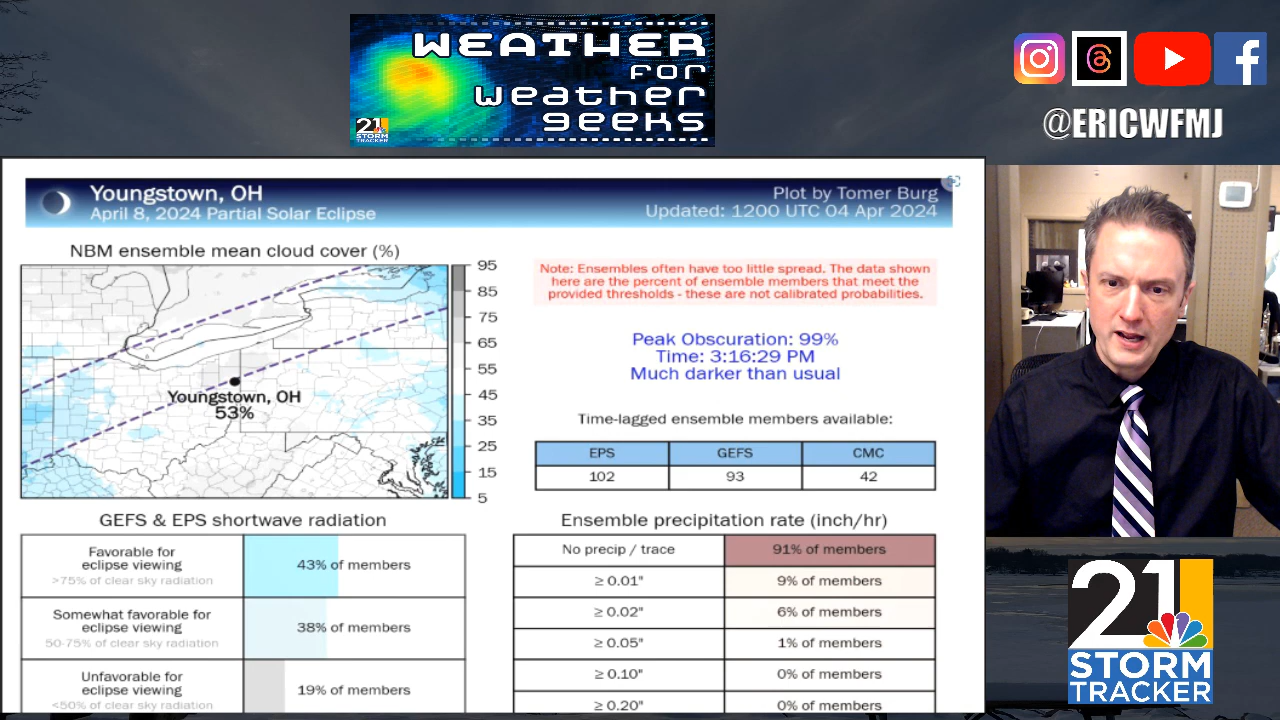 WEATHER
FOR
WEATHER
GEEKS
21
STORM
TRACKER
@ERICWFMJ
Youngstown, OH
April 8, 2024 Partial Solar Eclipse
Plot by Tomer Burg
Updated: 1200 UTC 04 Apr 2024
NBM ensemble mean cloud cover (%)
95
85
75
65
55
45
35
25
15
5
Youngstown, OH
53%
Note: Ensembles often have too little spread. The data shown
here are the percent of ensemble members that meet the
provided thresholds - these are not calibrated probabilities.
Peak Obscuration: 99%
Time: 3:16:29 PM
Much darker than usual
Time-lagged ensemble members available:
EPS GEFS CMC
102 93 42
GEFS & EPS shortwave radiation
Favorable for
eclipse viewing
>75% of clear sky radiation
43% of members
Somewhat favorable for
eclipse viewing
50-75% of clear sky radiation
38% of members
Unfavorable for
eclipse viewing
<50% of clear sky radiation
19% of members
Ensemble precipitation rate (inch/hr)
No precip / trace 91% of members
≥ 0.01" 9% of members
≥ 0.02" 6% of members
≥ 0.05" 1% of members
≥ 0.10" 0% of members
≥ 0.20" 0% of members
21
STORM
TRACKER